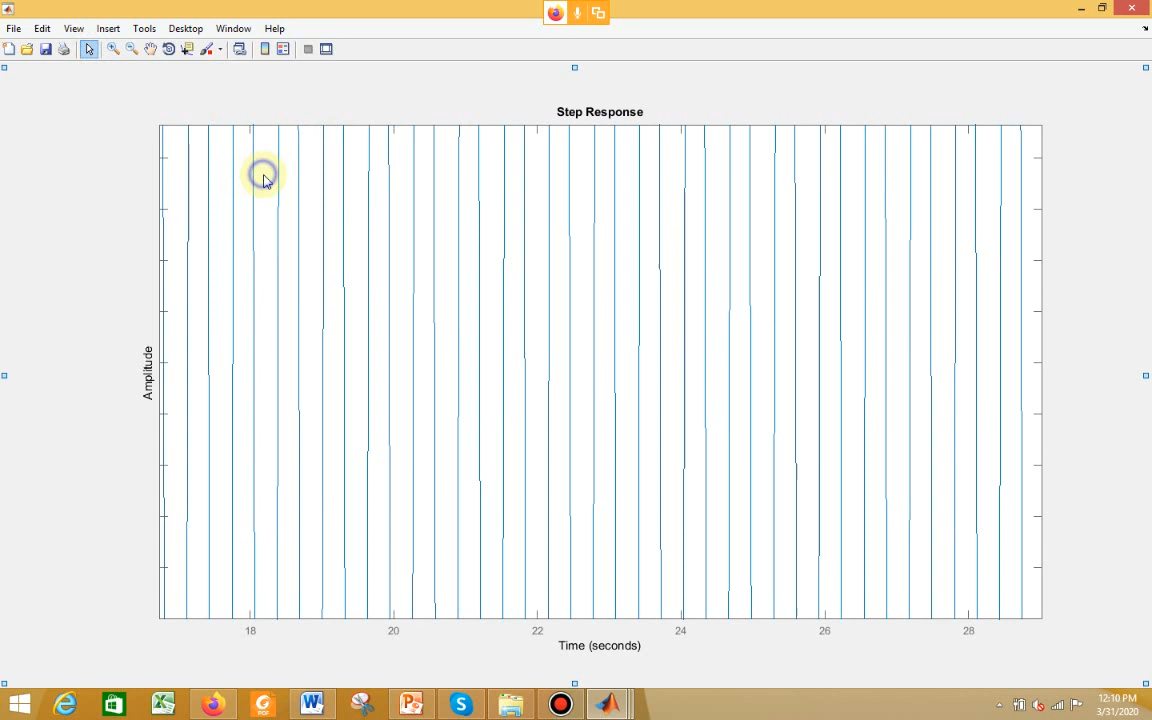 File Edit View Insert Tools Desktop Window Help
Step Response
Amplitude
18 20 22 24 26 28
Time (seconds)
12:10 PM
3/31/2020